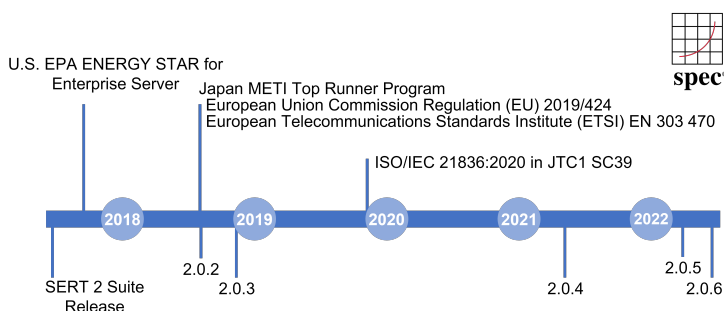 U.S. EPA ENERGY STAR for
Enterprise Server
Japan METI Top Runner Program
European Union Commission Regulation (EU) 2019/424
European Telecommunications Standards Institute (ETSI) EN 303 470
spec®
ISO/IEC 21836:2020 in JTC1 SC39
2018
2019
2020
2021
2022
SERT 2 Suite
Release
2.0.2
2.0.3
2.0.4
2.0.5
2.0.6